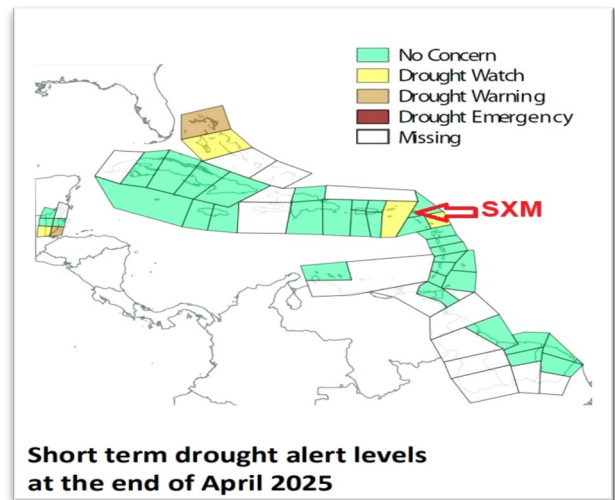 No Concern
Drought Watch
Drought Warning
Drought Emergency
Missing
SXM
Short term drought alert levels
at the end of April 2025